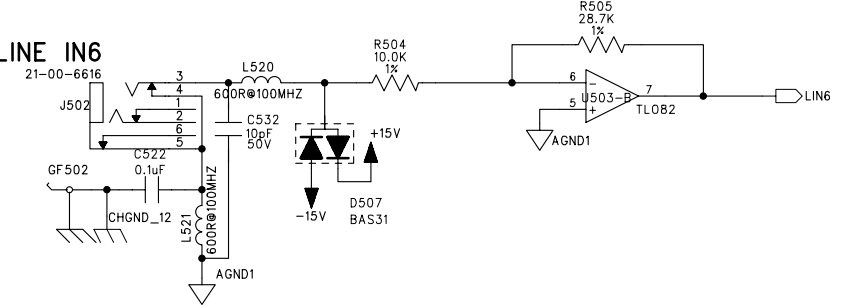 LINE IN6
21-00-6616
J502
3
4
1
2
6
5
L520
600R@100MHZ
C532
10pF
50V
R504
10.0K
1%
R505
28.7K
1%
6
5
−
+
U503-B
7
TL082
LIN6
AGND1
+15V
-15V
D507
BAS31
C522
0.1uF
GF502
CHGND_12
L521
600R@100MHZ
AGND1